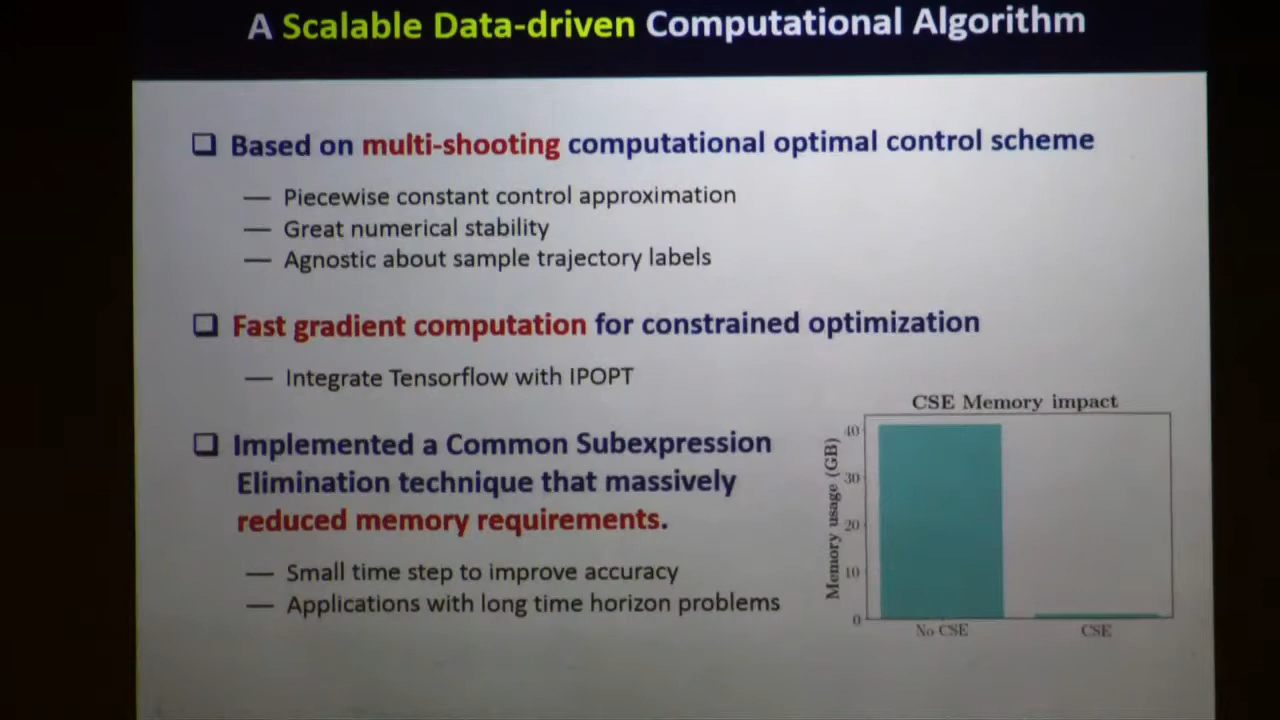 A Scalable Data-driven Computational Algorithm
Based on multi-shooting computational optimal control scheme
— Piecewise constant control approximation
— Great numerical stability
— Agnostic about sample trajectory labels
Fast gradient computation for constrained optimization
— Integrate Tensorflow with IPOPT
Implemented a Common Subexpression
Elimination technique that massively
reduced memory requirements.
— Small time step to improve accuracy
— Applications with long time horizon problems
CSE Memory impact
Memory usage (GB)
40
30
20
10
0
No CSE
CSE